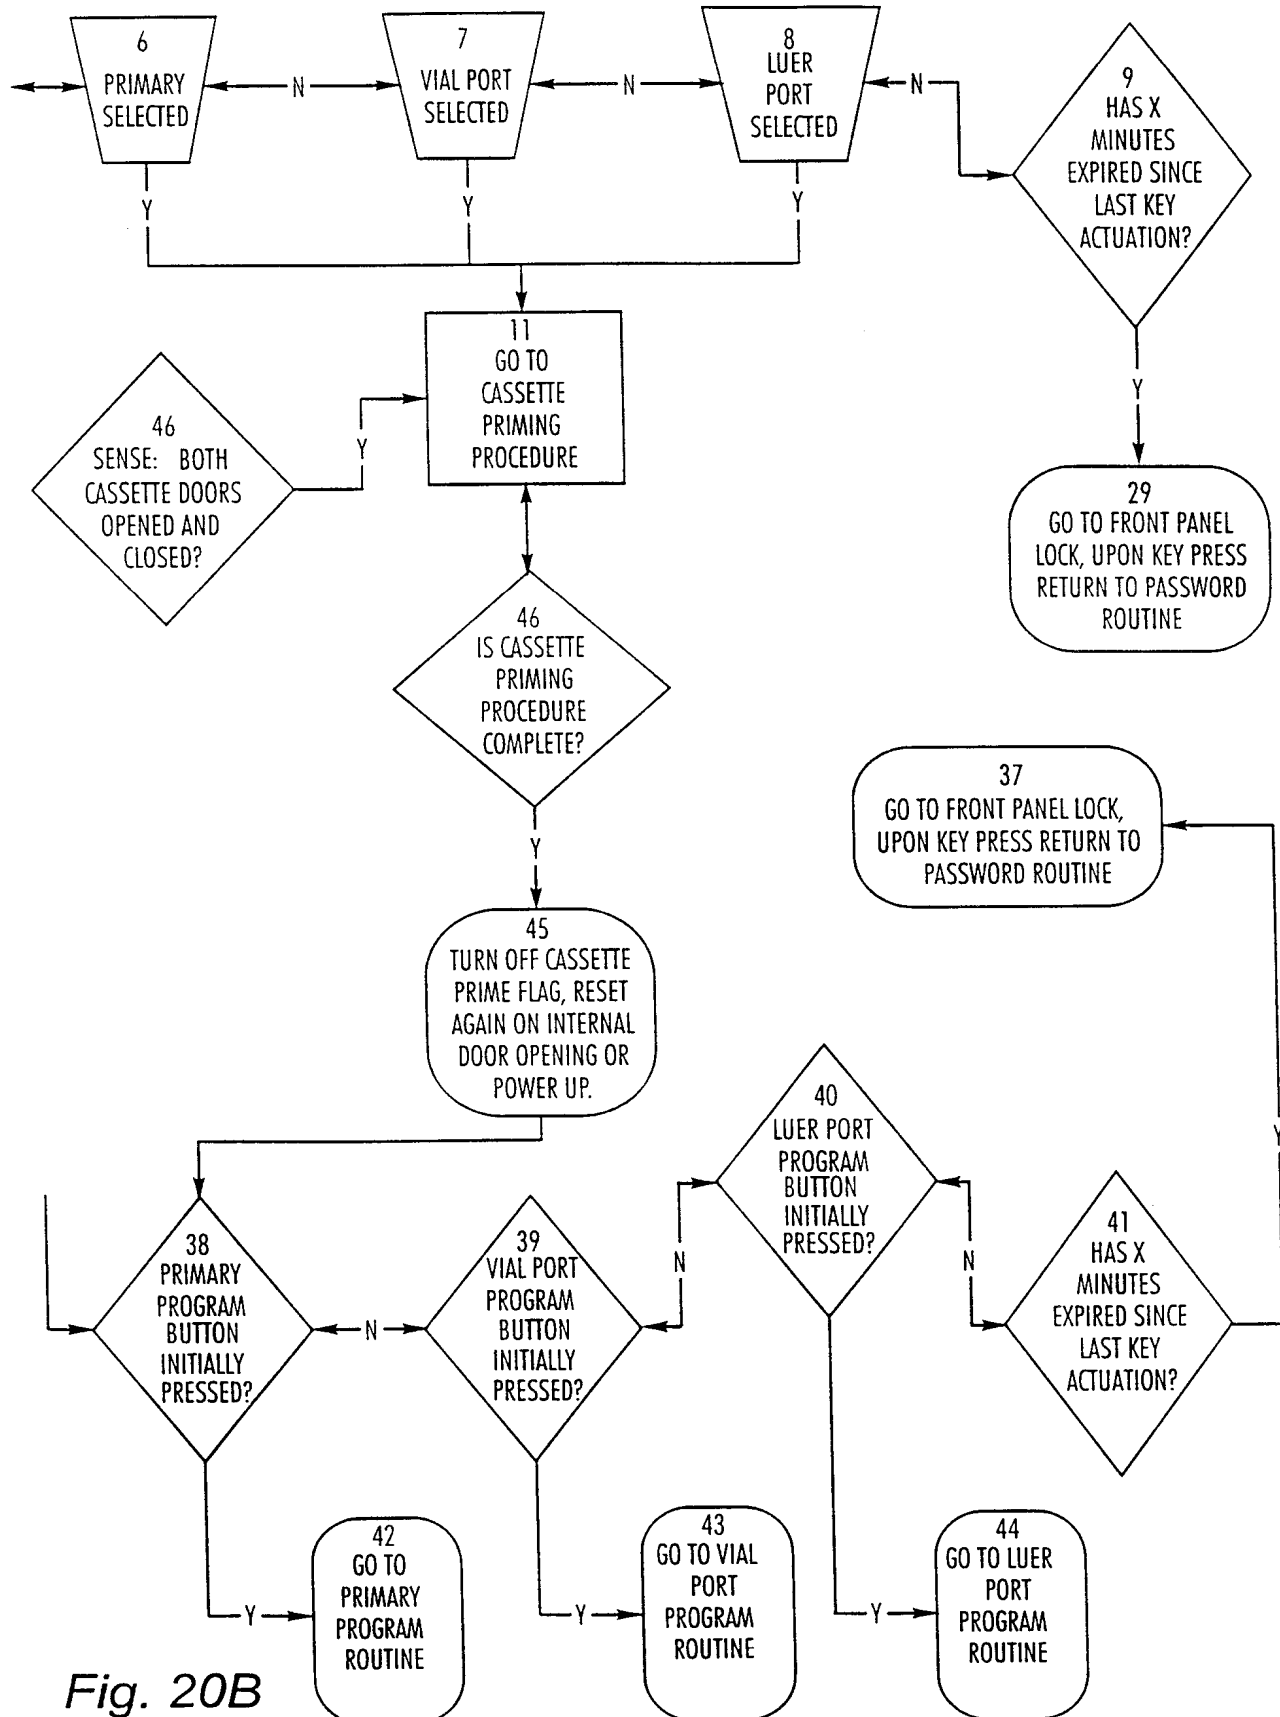 6
PRIMARY
SELECTED
N
7
VIAL PORT
SELECTED
N
8
LUER
PORT
SELECTED
N
9
HAS X
MINUTES
EXPIRED SINCE
LAST KEY
ACTUATION?
Y
Y
Y
Y
11
GO TO
CASSETTE
PRIMING
PROCEDURE
46
SENSE: BOTH
CASSETTE DOORS
OPENED AND
CLOSED?
Y
29
GO TO FRONT PANEL
LOCK, UPON KEY PRESS
RETURN TO PASSWORD
ROUTINE
46
IS CASSETTE
PRIMING
PROCEDURE
COMPLETE?
Y
37
GO TO FRONT PANEL LOCK,
UPON KEY PRESS RETURN TO
PASSWORD ROUTINE
45
TURN OFF CASSETTE
PRIME FLAG, RESET
AGAIN ON INTERNAL
DOOR OPENING OR
POWER UP.
38
PRIMARY
PROGRAM
BUTTON
INITIALLY
PRESSED?
N
39
VIAL PORT
PROGRAM
BUTTON
INITIALLY
PRESSED?
N
40
LUER PORT
PROGRAM
BUTTON
INITIALLY
PRESSED?
N
41
HAS X
MINUTES
EXPIRED SINCE
LAST KEY
ACTUATION?
Y
Y
42
GO TO
PRIMARY
PROGRAM
ROUTINE
Y
43
GO TO VIAL
PORT
PROGRAM
ROUTINE
Y
44
GO TO LUER
PORT
PROGRAM
ROUTINE
Fig. 20B